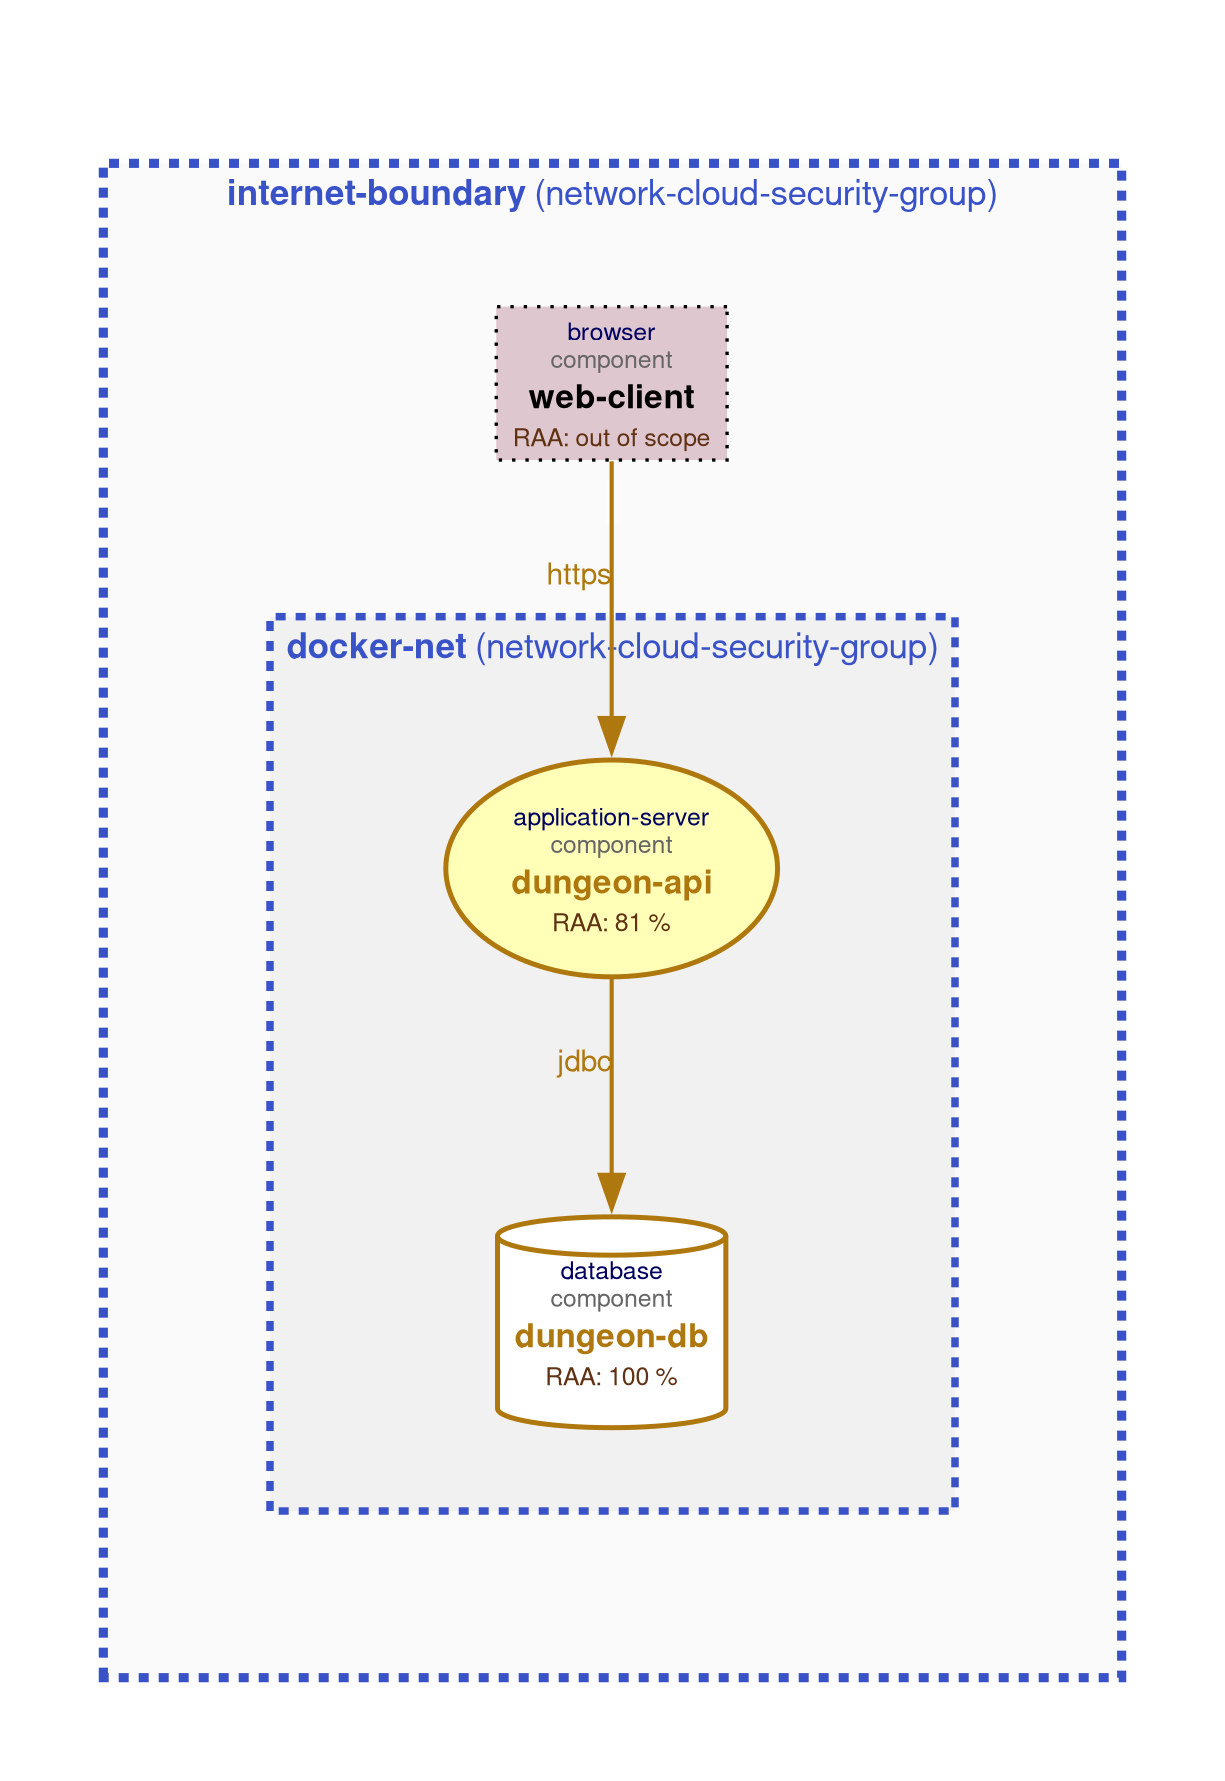 internet-boundary (network-cloud-security-group)
browser
component
web-client
RAA: out of scope
https
docker-net (network-cloud-security-group)
application-server
component
dungeon-api
RAA: 81 %
jdbc
database
component
dungeon-db
RAA: 100 %